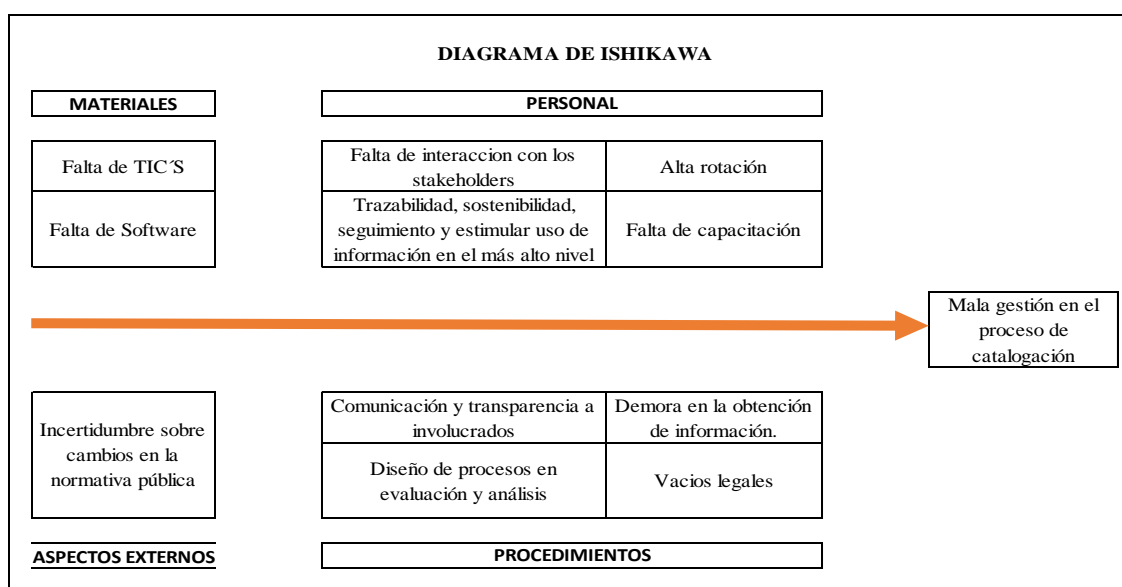 DIAGRAMA DE ISHIKAWA
MATERIALES
PERSONAL
Falta de TIC´S
Falta de interaccion con los
stakeholders
Alta rotación
Falta de Software
Trazabilidad, sostenibilidad,
seguimiento y estimular uso de
información en el más alto nivel
Falta de capacitación
Mala gestión en el
proceso de
catalogación
Incertidumbre sobre
cambios en la
normativa pública
Comunicación y transparencia a
involucrados
Demora en la obtención
de información.
Diseño de procesos en
evaluación y análisis
Vacios legales
ASPECTOS EXTERNOS
PROCEDIMIENTOS